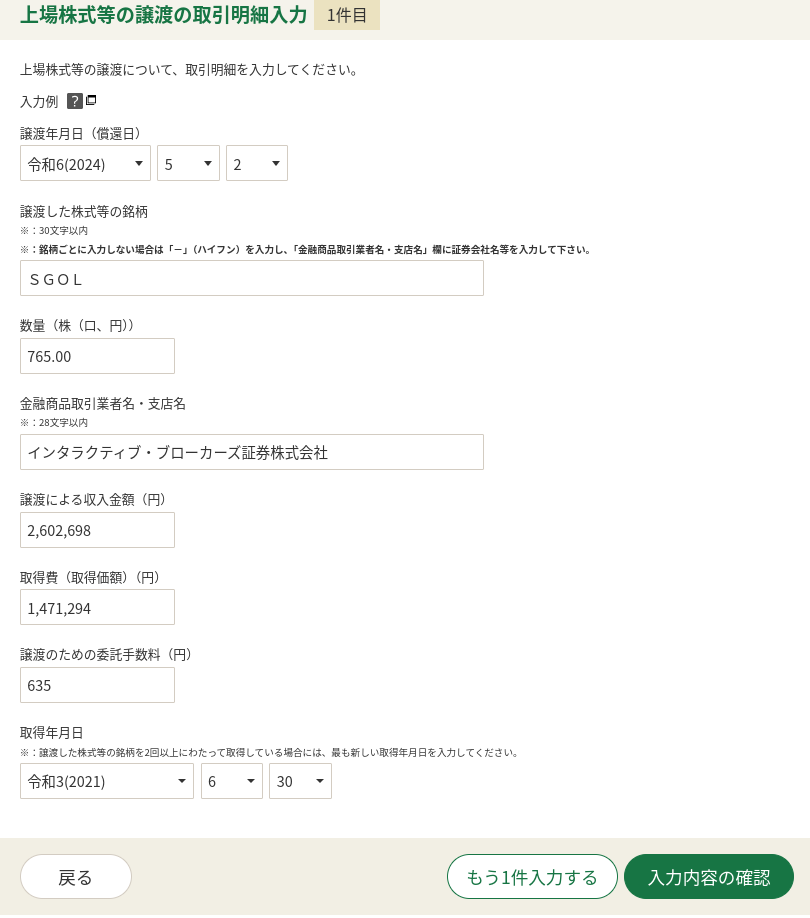 上場株式等の譲渡の取引明細入力 1件目
上場株式等の譲渡について、取引明細を入力してください。
入力例 ?
譲渡年月日（償還日）
令和6(2024) 5 2
譲渡した株式等の銘柄
※：30文字以内
※：銘柄ごとに入力しない場合は「－」（ハイフン）を入力し、「金融商品取引業者名・支店名」欄に証券会社名等を入力して下さい。
ＳＧＯＬ
数量（株（口、円））
765.00
金融商品取引業者名・支店名
※：28文字以内
インタラクティブ・ブローカーズ証券株式会社
譲渡による収入金額（円）
2,602,698
取得費（取得価額）（円）
1,471,294
譲渡のための委託手数料（円）
635
取得年月日
※：譲渡した株式等の銘柄を2回以上にわたって取得している場合には、最も新しい取得年月日を入力してください。
令和3(2021) 6 30
戻る もう1件入力する 入力内容の確認